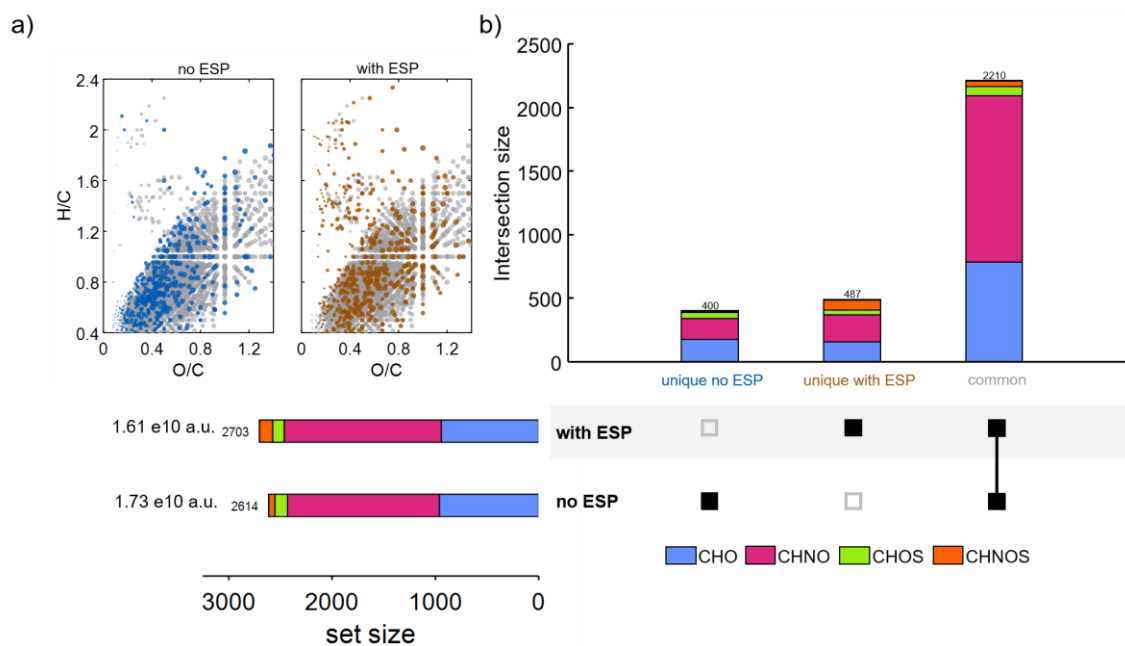 a)
no ESP
with ESP
H/C
2.4
2
1.6
1.2
0.8
0.4
0 0.4 0.8 1.2
0 0.4 0.8 1.2
O/C
O/C
b)
Intersection size
2500
2000
1500
1000
500
0
400
487
2210
unique no ESP
unique with ESP
common
1.61 e10 a.u.
2703
with ESP
1.73 e10 a.u.
2614
no ESP
CHO
CHNO
CHOS
CHNOS
3000 2000 1000 0
set size